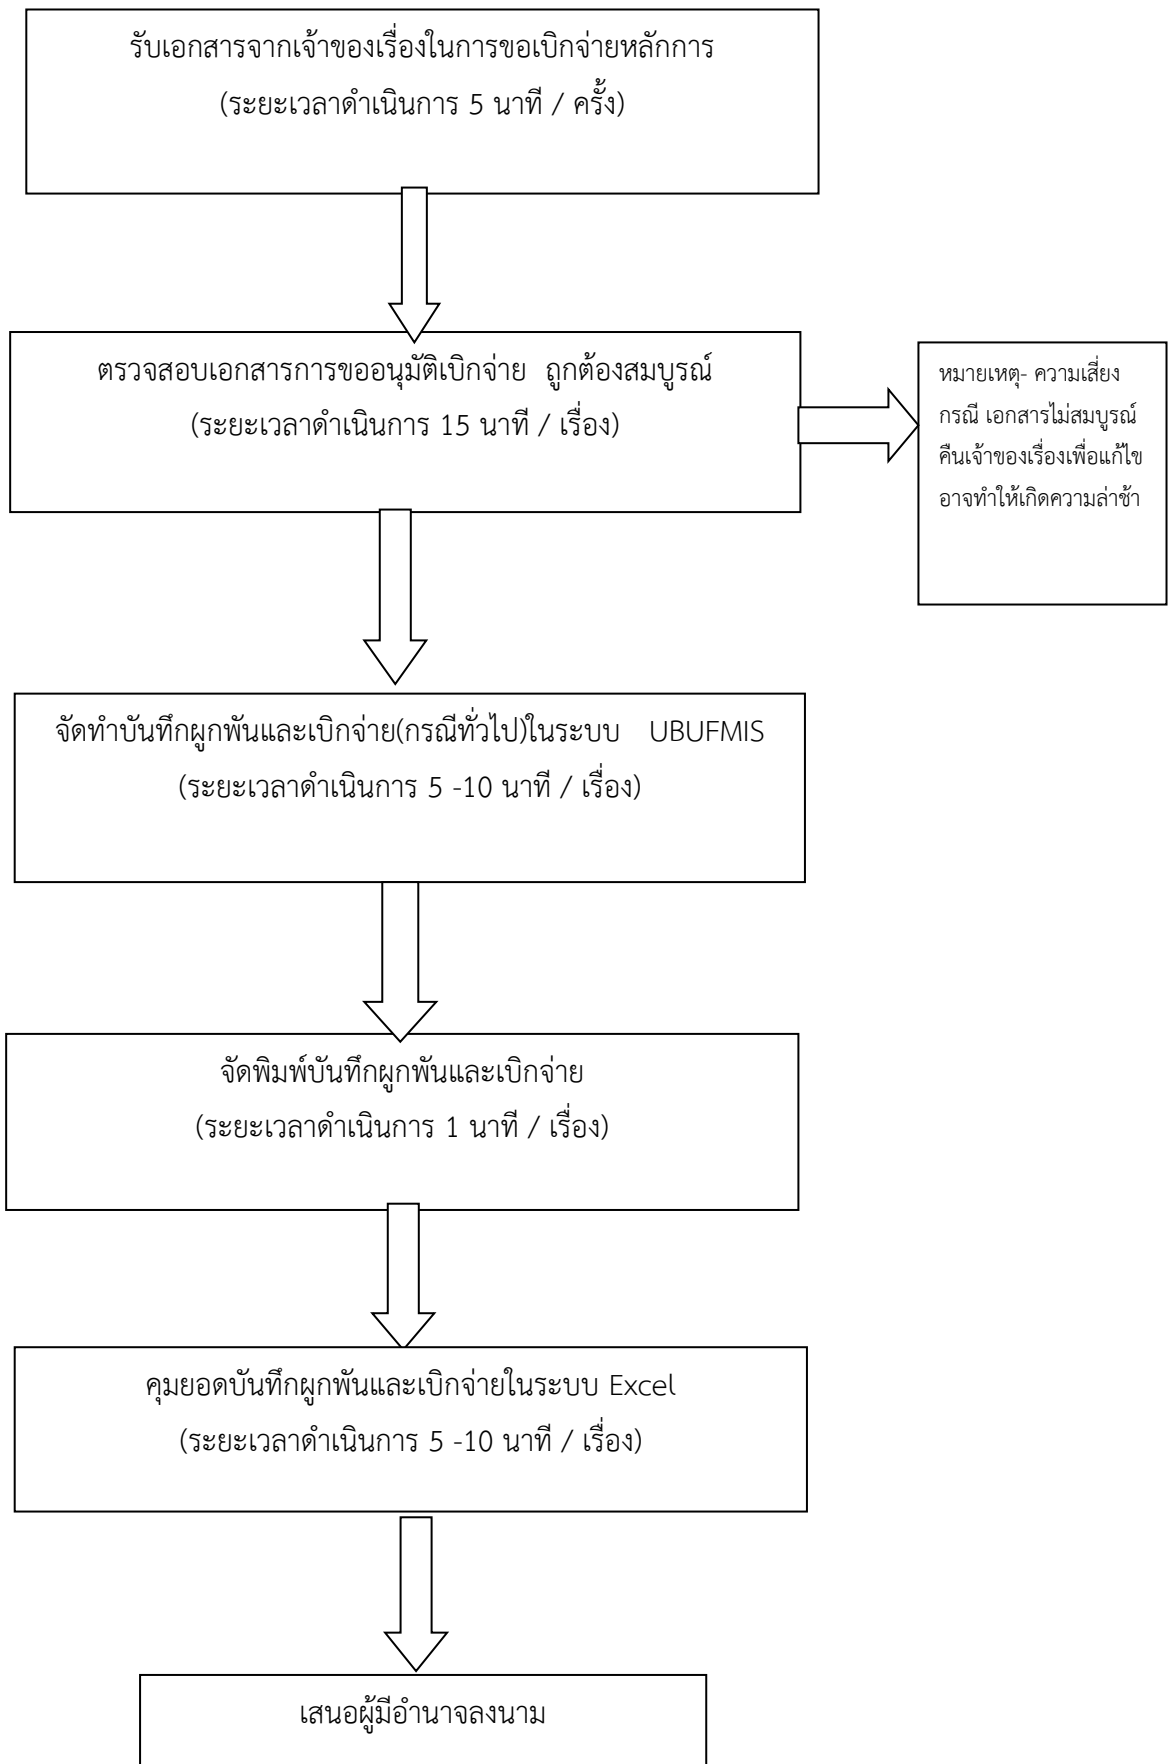 รับเอกสารจากเจ้าของเรื่องในการขอเบิกจ่ายหลักการ
(ระยะเวลาดำเนินการ 5 นาที / ครั้ง)
ตรวจสอบเอกสารการขออนุมัติเบิกจ่าย ถูกต้องสมบูรณ์
(ระยะเวลาดำเนินการ 15 นาที / เรื่อง)
หมายเหตุ- ความเสี่ยง
กรณี เอกสารไม่สมบูรณ์
คืนเจ้าของเรื่องเพื่อแก้ไข
อาจทำให้เกิดความล่าช้า
จัดทำบันทึกผูกพันและเบิกจ่าย(กรณีทั่วไป)ในระบบ UBUFMIS
(ระยะเวลาดำเนินการ 5 -10 นาที / เรื่อง)
จัดพิมพ์บันทึกผูกพันและเบิกจ่าย
(ระยะเวลาดำเนินการ 1 นาที / เรื่อง)
คุมยอดบันทึกผูกพันและเบิกจ่ายในระบบ Excel
(ระยะเวลาดำเนินการ 5 -10 นาที / เรื่อง)
เสนอผู้มีอำนาจลงนาม